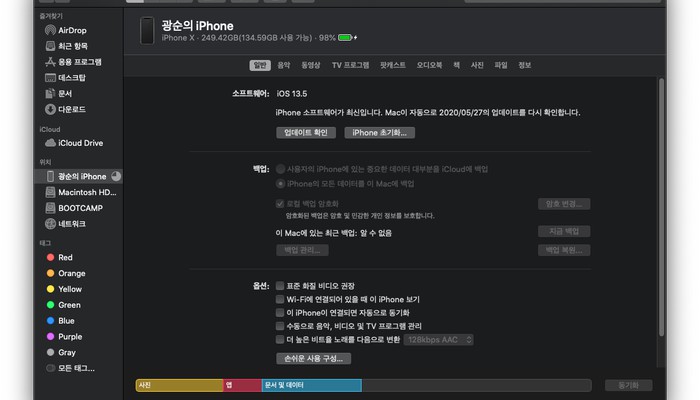 즐겨찾기
AirDrop
최근 항목
응용 프로그램
데스크탑
문서
다운로드
iCloud
iCloud Drive
위치
광순의 iPhone
Macintosh HD...
BOOTCAMP
네트워크
태그
Red
Orange
Yellow
Green
Blue
Purple
Gray
모든 태그...
광순의 iPhone
iPhone X · 249.42GB(134.59GB 사용 가능) · 98%
일반 음악 동영상 TV 프로그램 팟캐스트 오디오북 책 사진 파일 정보
소프트웨어: iOS 13.5
iPhone 소프트웨어가 최신입니다. Mac이 자동으로 2020/05/27의 업데이트를 다시 확인합니다.
업데이트 확인 iPhone 초기화...
백업: 사용자의 iPhone에 있는 중요한 데이터 대부분을 iCloud에 백업
iPhone의 모든 데이터를 이 Mac에 백업
로컬 백업 암호화 암호 변경...
암호화된 백업은 암호 및 민감한 개인 정보를 보호합니다.
이 Mac에 있는 최근 백업: 알 수 없음 지금 백업
백업 관리... 백업 복원...
옵션: 표준 화질 비디오 권장
Wi-Fi에 연결되어 있을 때 이 iPhone 보기
이 iPhone이 연결되면 자동으로 동기화
수동으로 음악, 비디오 및 TV 프로그램 관리
더 높은 비트율 노래를 다음으로 변환 128kbps AAC
손쉬운 사용 구성...
사진 앱 문서 및 데이터 동기화